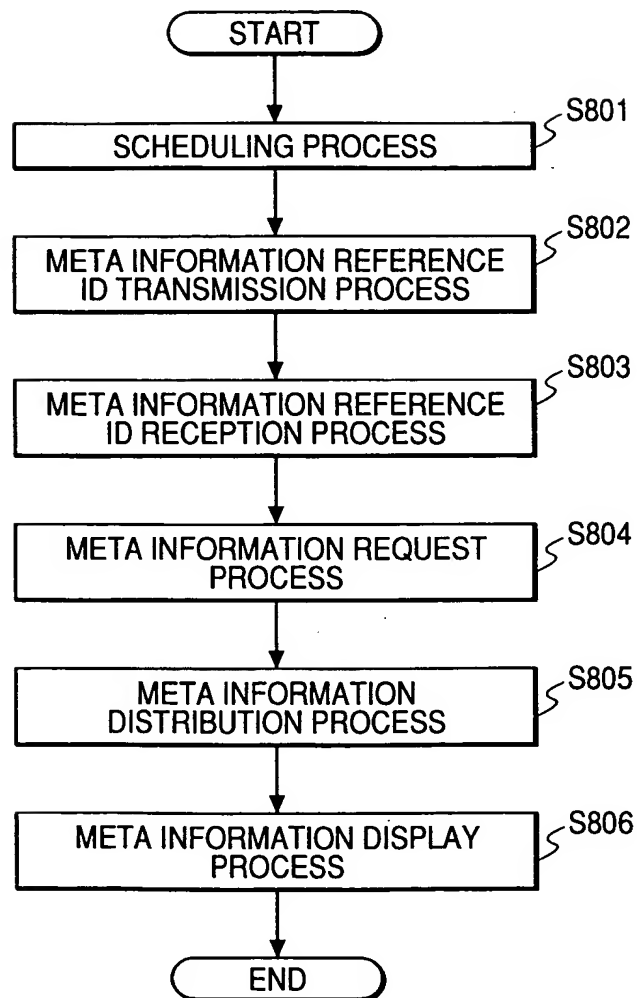 START
S801
SCHEDULING PROCESS
S802
META INFORMATION REFERENCE
ID TRANSMISSION PROCESS
S803
META INFORMATION REFERENCE
ID RECEPTION PROCESS
S804
META INFORMATION REQUEST
PROCESS
S805
META INFORMATION
DISTRIBUTION PROCESS
S806
META INFORMATION DISPLAY
PROCESS
END